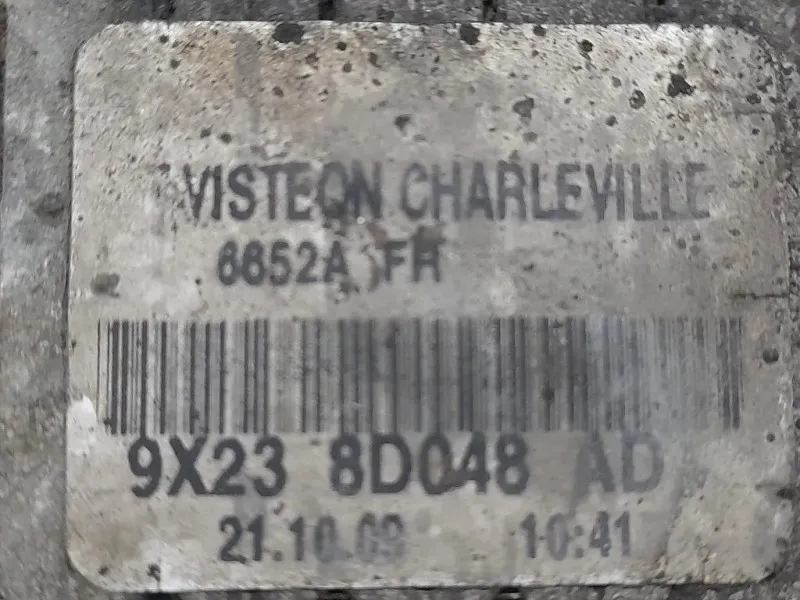 VISTEON CHARLEVILLE
6652A FR
9X23 8D048 AD
21.10.09 10:41